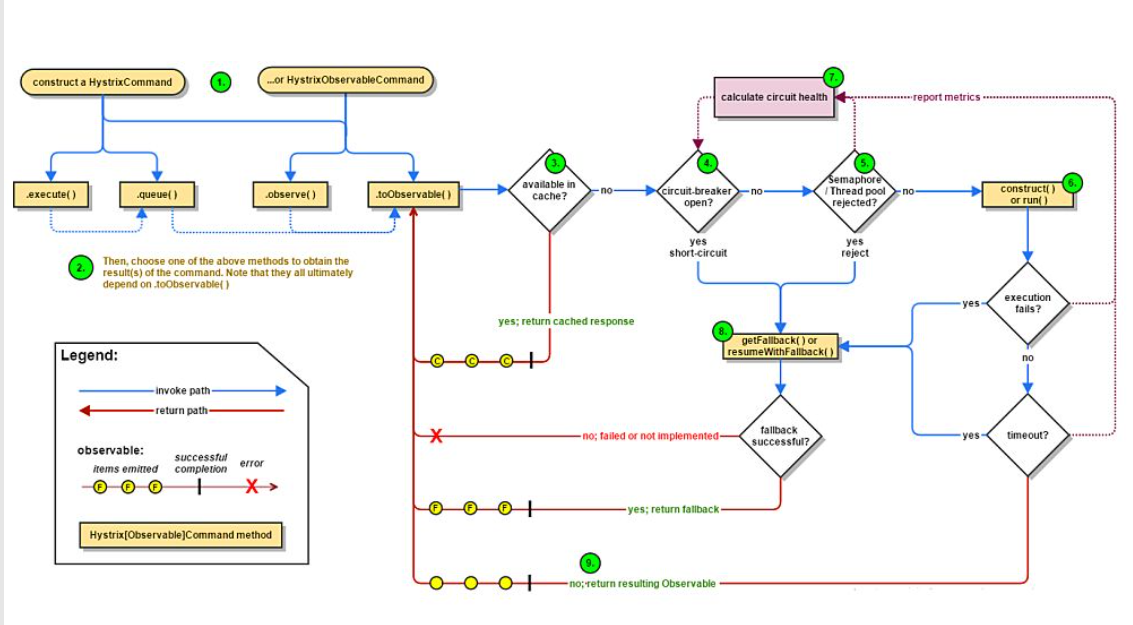 construct a HystrixCommand
1.
...or HystrixObservableCommand
7.
calculate circuit health
report metrics
.execute( )
.queue( )
.observe( )
.toObservable( )
3.
available in
cache?
no
4.
circuit-breaker
open?
no
5.
Semaphore
/ Thread pool
rejected?
no
6.
construct( )
or run( )
yes
short-circuit
yes
reject
2.
Then, choose one of the above methods to obtain the
result(s) of the command. Note that they all ultimately
depend on .toObservable( )
yes
execution
fails?
no
yes; return cached response
C C C
8.
getFallback( ) or
resumeWithFallback( )
Legend:
invoke path
return path
observable:
items emitted
successful
completion
error
F F F
X
Hystrix[Observable]Command method
X
no; failed or not implemented
fallback
successful?
yes
timeout?
F F F
yes; return fallback
9.
no; return resulting Observable